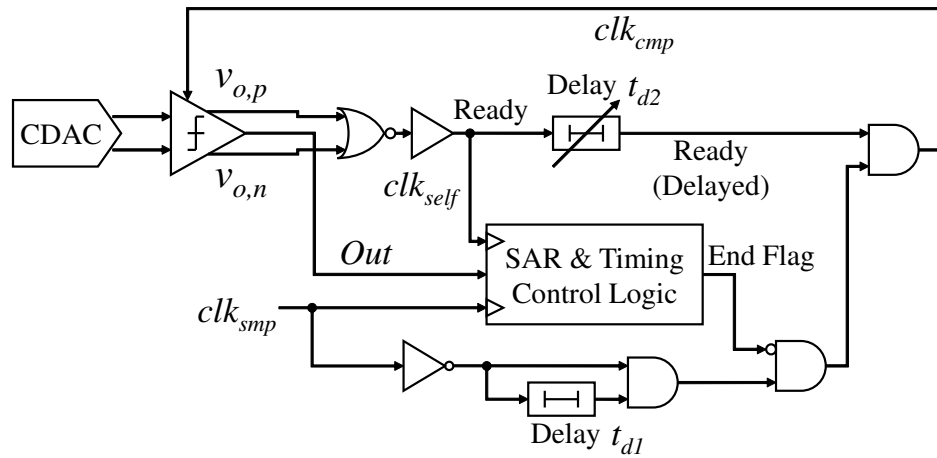 clk_cmp
v_o,p
Delay t_d2
CDAC
Ready
Ready
(Delayed)
v_o,n
clk_self
Out
SAR & Timing
Control Logic
End Flag
clk_smp
Delay t_d1